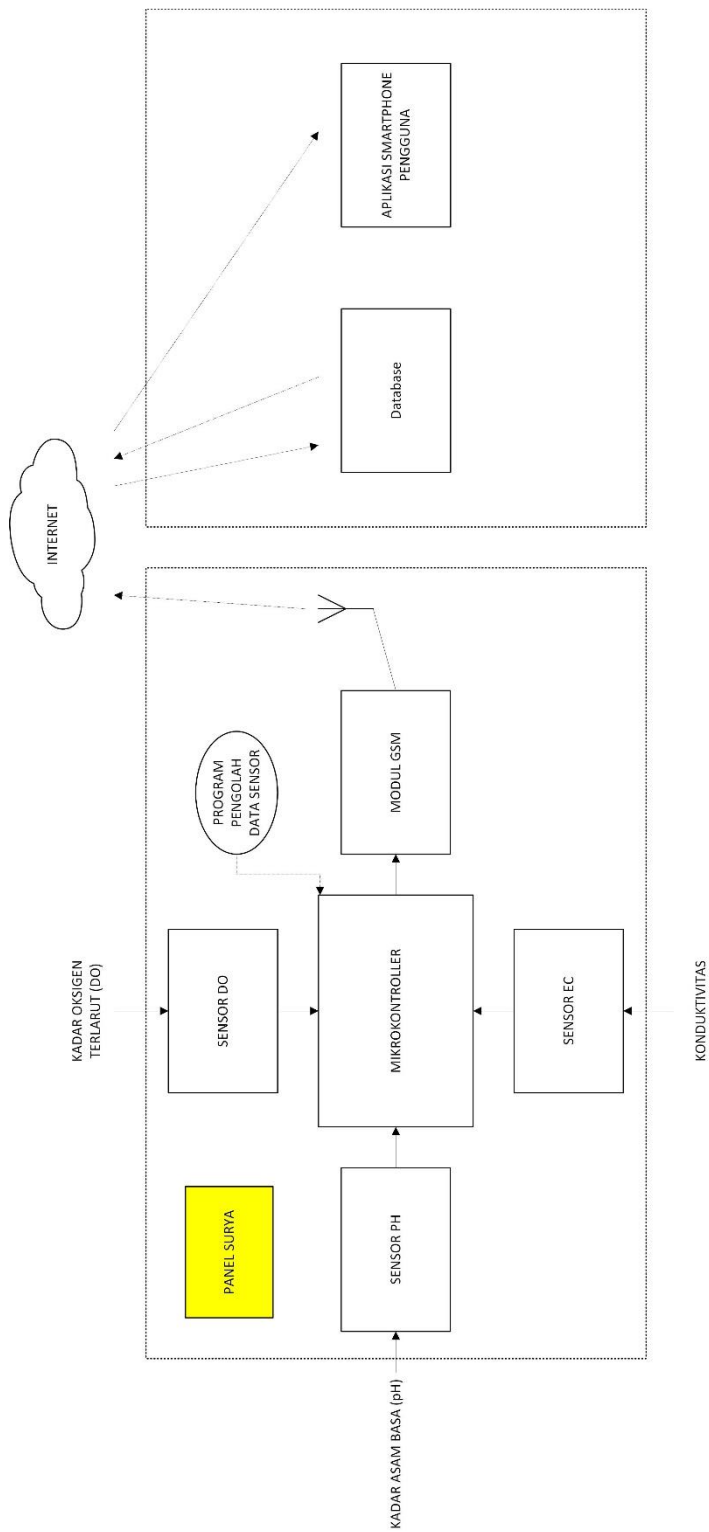 INTERNET
KADAR OKSIGEN
TERLARUT (DO)
PANEL SURYA
SENSOR DO
PROGRAM
PENGOLAH
DATA SENSOR
KADAR ASAM BASA (pH)
SENSOR PH
MIKROKONTROLLER
MODUL GSM
Database
APLIKASI SMARTPHONE
PENGGUNA
SENSOR EC
KONDUKTIVITAS